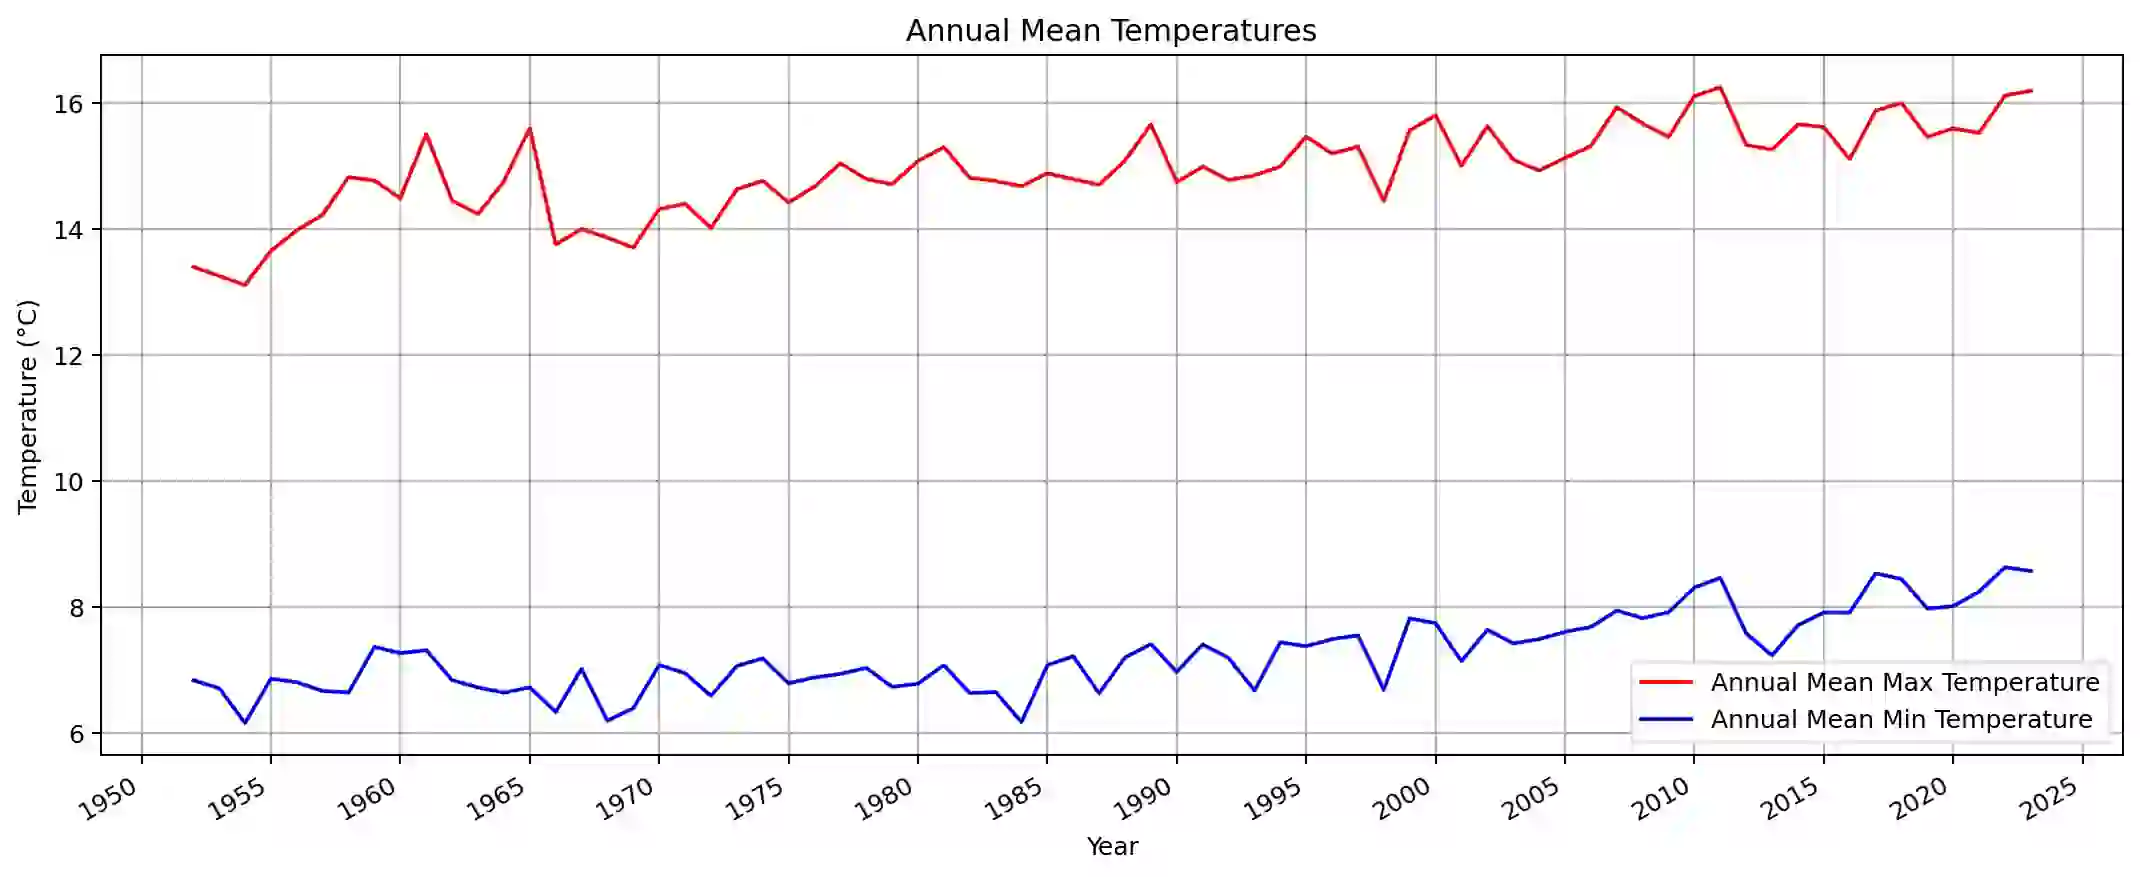 Annual Mean Temperatures
Temperature (°C)
16
14
12
10
8
6
Annual Mean Max Temperature
Annual Mean Min Temperature
1950 1955 1960 1965 1970 1975 1980 1985 1990 1995 2000 2005 2010 2015 2020 2025
Year